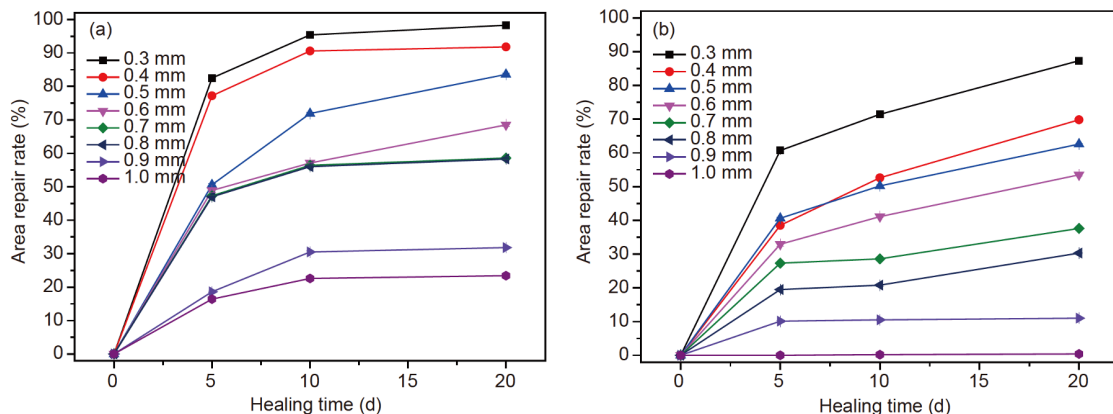 (a)
0.3 mm
0.4 mm
0.5 mm
0.6 mm
0.7 mm
0.8 mm
0.9 mm
1.0 mm
Area repair rate (%)
100
90
80
70
60
50
40
30
20
10
0
0 5 10 15 20
Healing time (d)
(b)
0.3 mm
0.4 mm
0.5 mm
0.6 mm
0.7 mm
0.8 mm
0.9 mm
1.0 mm
Area repair rate (%)
100
90
80
70
60
50
40
30
20
10
0
0 5 10 15 20
Healing time (d)